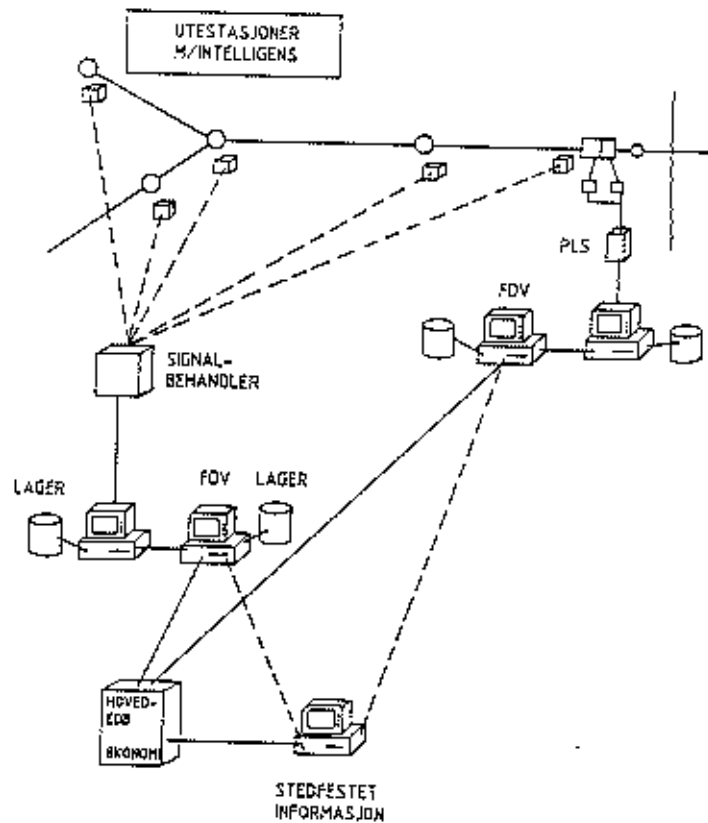 UTESTASJONER
M/INTELLIGENS
PLS
FDV
SIGNAL-
BEHANDLER
LAGER
FDV
LAGER
HOVED-
EDB
ØKONOMI
STEDFESTET
INFORMASJON